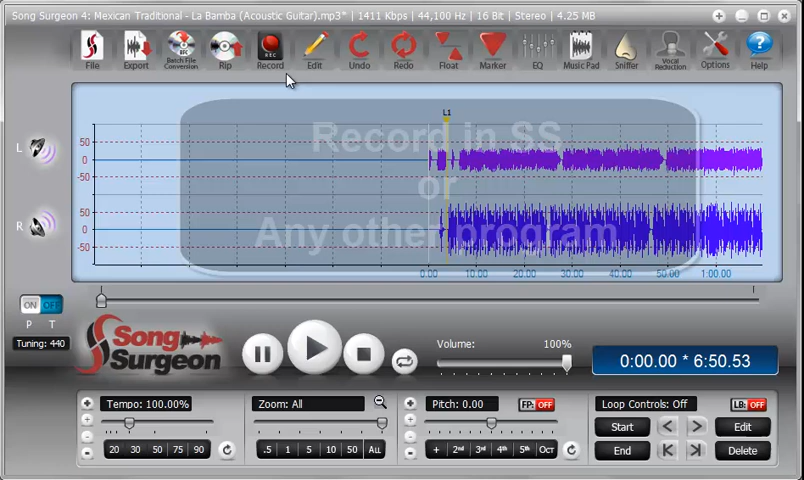 Song Surgeon 4: Mexican Traditional - La Bamba (Acoustic Guitar).mp3* | 1411 Kbps | 44,100 Hz | 16 Bit | Stereo | 4.25 MB
File Export Batch File Conversion Rip Record Edit Undo Redo Float Marker EQ Music Pad Sniffer Vocal Reduction Options Help
REC
L1
Record in SS
or
Any other program
L
50
0
-50
R
50
0
-50
0.00 10.00 20.00 30.00 40.00 50.00 1:00.00
ON OFF
P T
Tuning: 440
Song Surgeon
Volume: 100%
0:00.00 * 6:50.53
Tempo: 100.00% Zoom: All Pitch: 0.00 FP: OFF Loop Controls: Off LB: OFF
Start < > Edit
20 30 50 75 90 .5 1 5 10 50 ALL + 2nd 3rd 4th 5th Oct End Delete